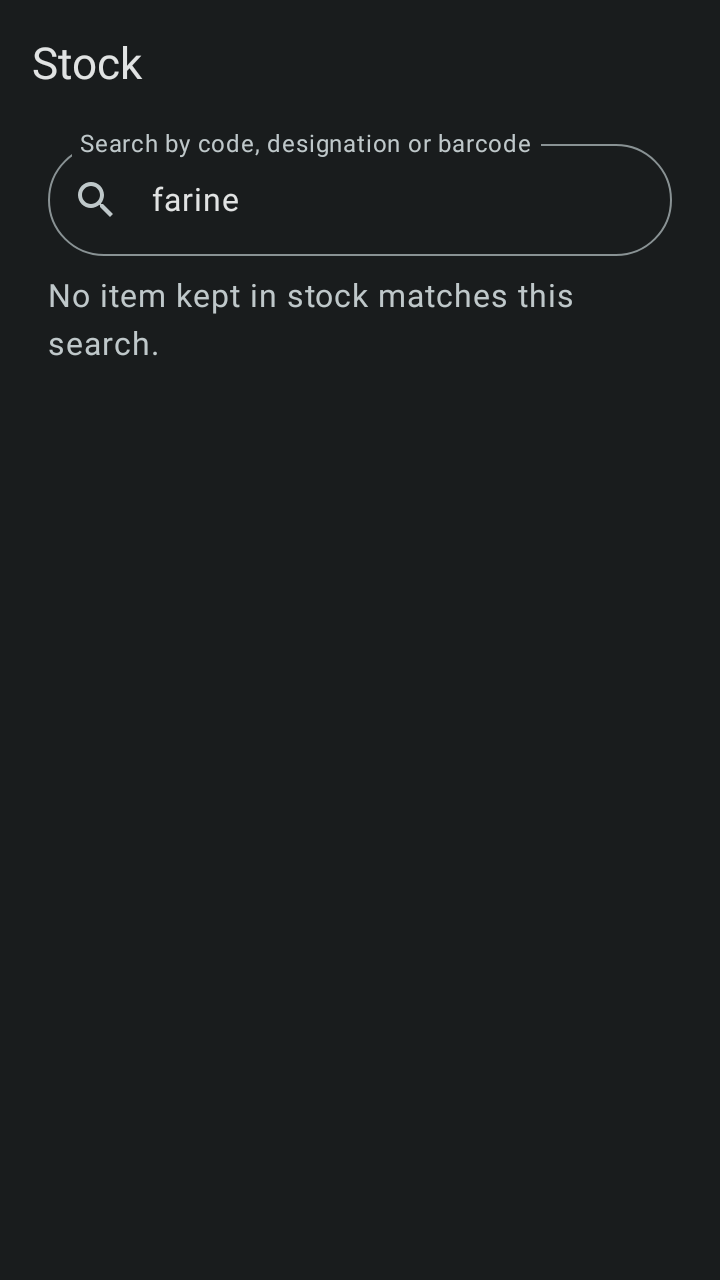 Stock
Search by code, designation or barcode
farine
No item kept in stock matches this
search.